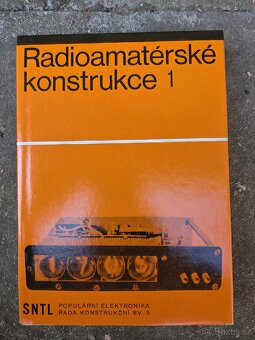 Radioamatérské
konstrukce 1
SNTL
POPULÁRNÍ ELEKTRONIKA
ŘADA KONSTRUKČNÍ SV. 3